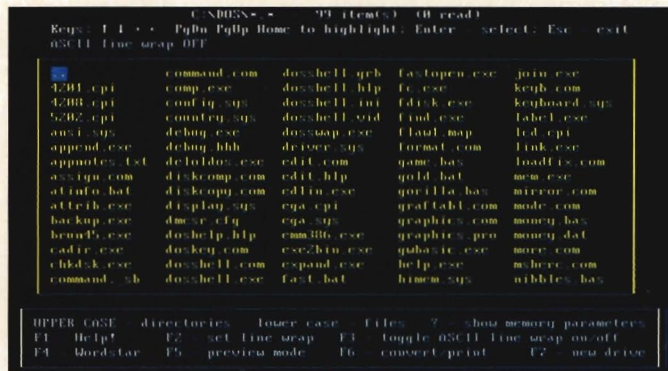 C:\DOS\*.* 99 item(s) (0 read)
Keys: PgDn PgUp Home to highlight; Enter - select; Esc - exit
ASCII line wrap OFF
.. command.com dosshell.grb fastopen.exe join.exe
4201.cpi comp.exe dosshell.hlp fc.exe keyb.com
4208.cpi config.sys dosshell.ini fdisk.exe keyboard.sys
5202.cpi country.sys dosshell.vid find.exe label.exe
ansi.sys debug.exe dosswap.exe flawl.map lcd.cpi
append.exe debug.hhh driver.sys format.com link.exe
appnotes.txt deloldos.exe edit.com game.bas loadfix.com
assign.com diskcomp.com edit.hlp gold.bat mem.exe
atinfo.bat diskcopy.com edlin.exe gorilla.bas mirror.com
attrib.exe display.sys ega.cpi graftabl.com mode.com
backup.exe dmcsr.cfg ega.sys graphics.com money.bas
bron45.exe doshelp.hlp emm386.exe graphics.pro money.dat
cadir.exe doskey.com exe2bin.exe gwbasic.exe more.com
chkdsk.exe dosshell.com expand.exe help.exe msherc.com
command._sb dosshell.exe fast.bat himem.sys nibbles.bas
UPPER CASE - directories lower case - files ? - show memory parameters
F1 - Help! F2 - set line wrap F3 - toggle ASCII line wrap on/off
F4 - Wordstar F5 - preview mode F6 - convert/print F7 - new drive